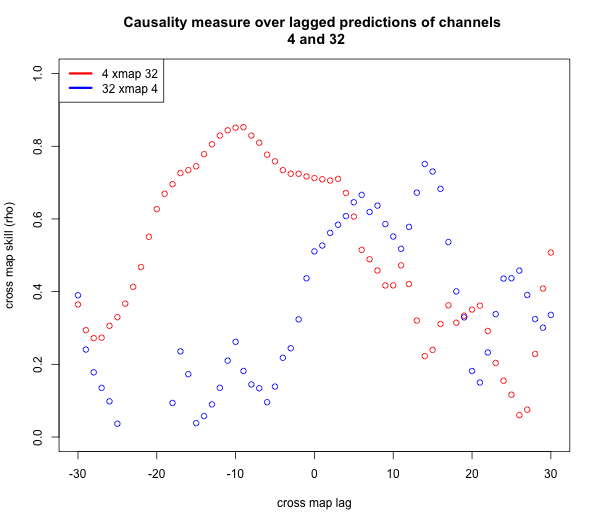 Causality measure over lagged predictions of channels
4 and 32
4 xmap 32
32 xmap 4
cross map skill (rho)
1.0
0.8
0.6
0.4
0.2
0.0
-30 -20 -10 0 10 20 30
cross map lag